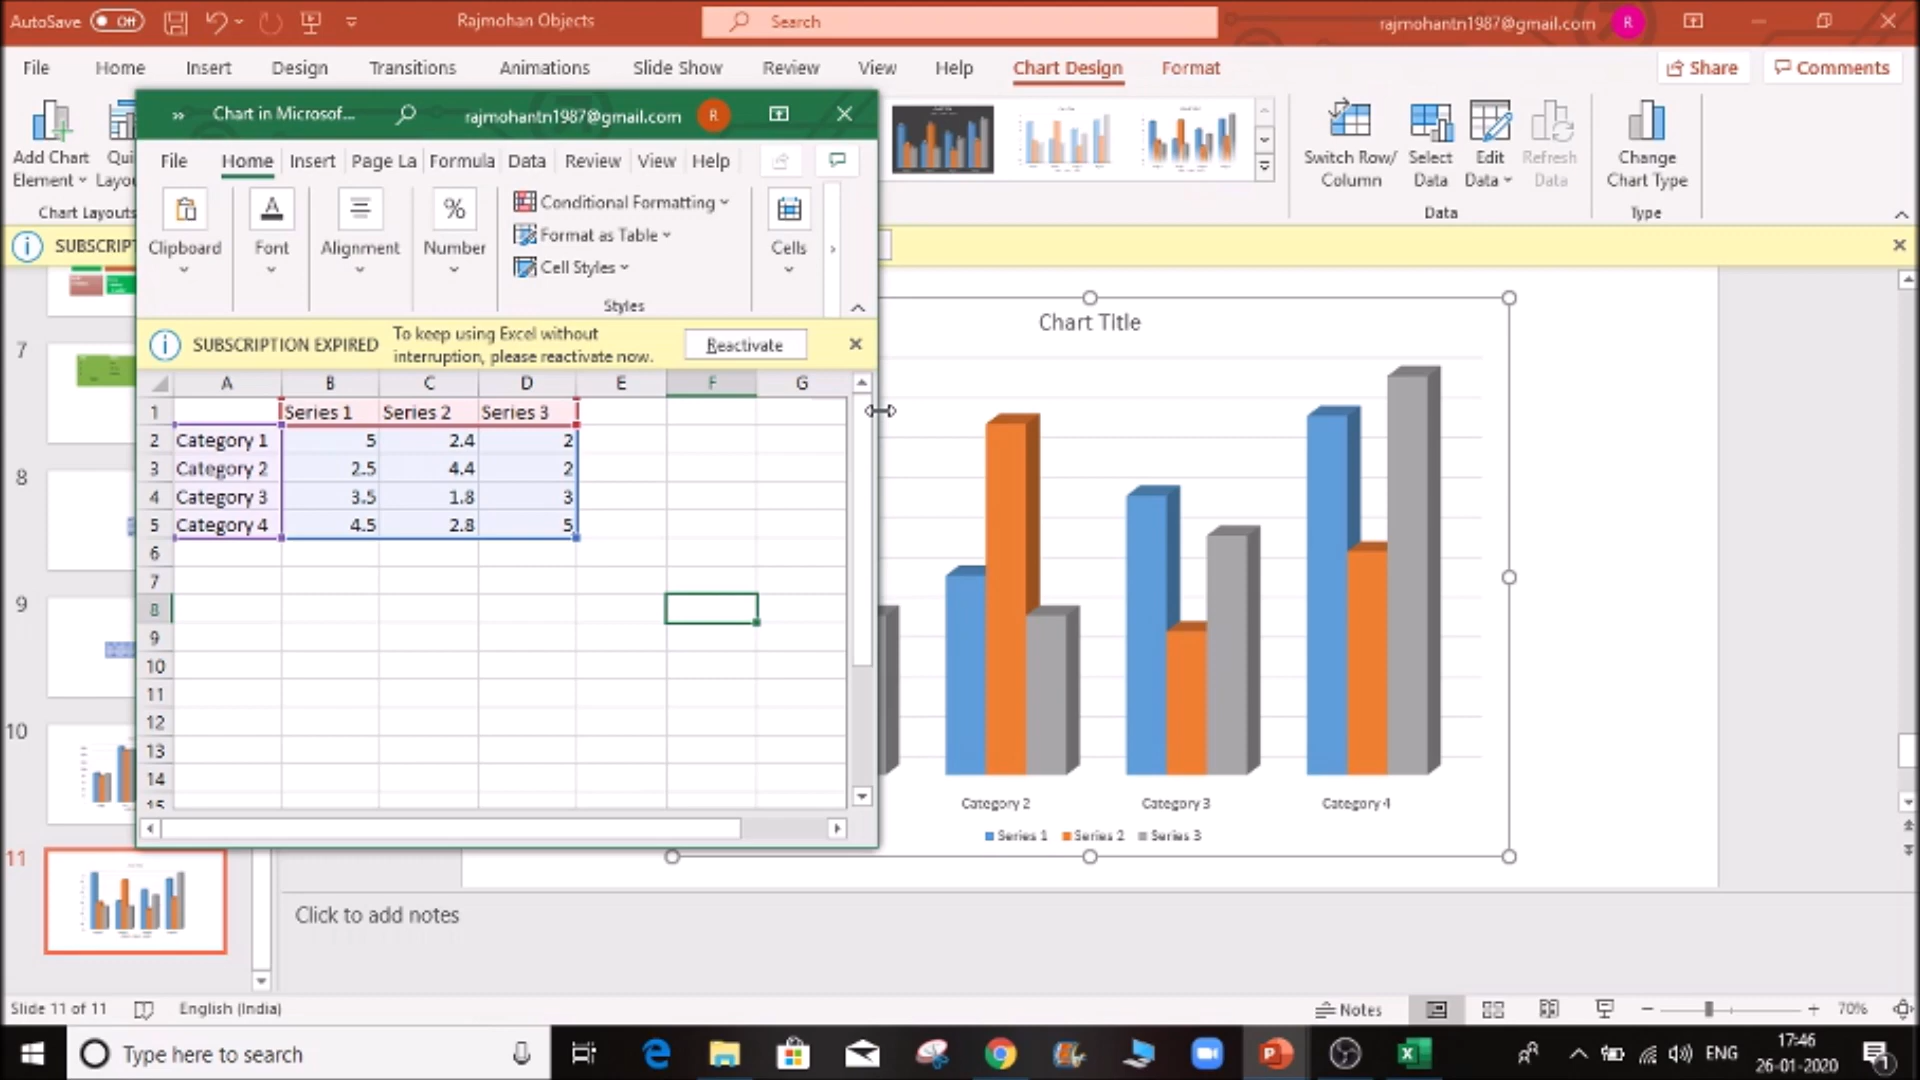 AutoSave Off Rajmohan Objects Search rajmohantn1987@gmail.com R
File Home Insert Design Transitions Animations Slide Show Review View Help Chart Design Format Share Comments
Add Chart
Element
Chart Layouts
Switch Row/
Column
Select
Data
Edit
Data
Refresh
Data
Change
Chart Type
Data
Type
SUBSCRIPT
Chart in Microsof... rajmohantn1987@gmail.com R
File Home Insert Page La Formula Data Review View Help
Clipboard Font Alignment Number
% Conditional Formatting
Format as Table
Cell Styles
Cells
Styles
SUBSCRIPTION EXPIRED To keep using Excel without
interruption, please reactivate now.
Reactivate
A B C D E F G
1 Series 1 Series 2 Series 3
2 Category 1 5 2.4 2
3 Category 2 2.5 4.4 2
4 Category 3 3.5 1.8 3
5 Category 4 4.5 2.8 5
6
7
8
9
10
11
12
13
14
15
7
8
9
10
11
Chart Title
Category 2 Category 3 Category 4
Series 1 Series 2 Series 3
Click to add notes
Slide 11 of 11 English (India) Notes 70%
Type here to search
ENG
17:46
26-01-2020
1